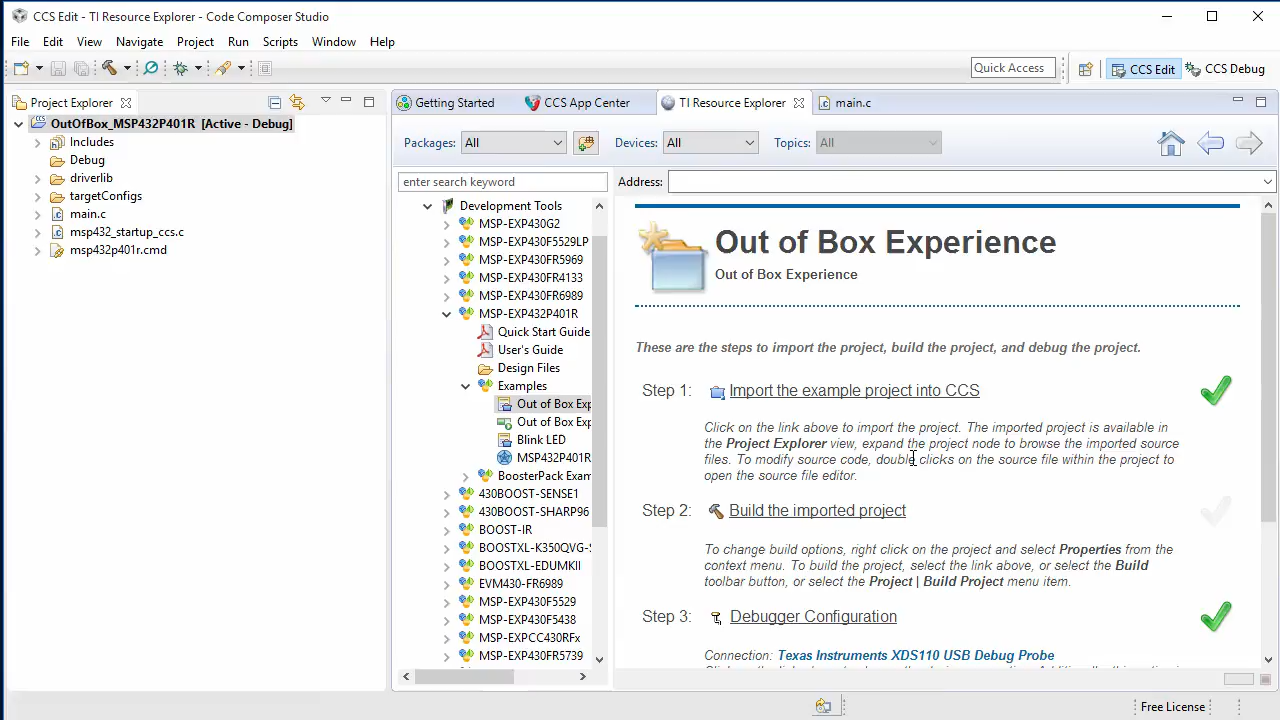 CCS Edit - TI Resource Explorer - Code Composer Studio
File Edit View Navigate Project Run Scripts Window Help
Quick Access
CCS Edit
CCS Debug
Project Explorer
OutOfBox_MSP432P401R [Active - Debug]
Includes
Debug
driverlib
targetConfigs
main.c
msp432_startup_ccs.c
msp432p401r.cmd
Getting Started
CCS App Center
TI Resource Explorer
main.c
Packages: All
Devices: All
Topics: All
enter search keyword
Development Tools
MSP-EXP430G2
MSP-EXP430F5529LP
MSP-EXP430FR5969
MSP-EXP430FR4133
MSP-EXP430FR6989
MSP-EXP432P401R
Quick Start Guide
User's Guide
Design Files
Examples
Out of Box Exp
Out of Box Exp
Blink LED
MSP432P401R
BoosterPack Exam
430BOOST-SENSE1
430BOOST-SHARP96
BOOST-IR
BOOSTXL-K350QVG-S
BOOSTXL-EDUMKII
EVM430-FR6989
MSP-EXP430F5529
MSP-EXP430F5438
MSP-EXPCC430RFx
MSP-EXP430FR5739
Address:
Out of Box Experience
Out of Box Experience
These are the steps to import the project, build the project, and debug the project.
Step 1: Import the example project into CCS
Click on the link above to import the project. The imported project is available in
the Project Explorer view, expand the project node to browse the imported source
files. To modify source code, double clicks on the source file within the project to
open the source file editor.
Step 2: Build the imported project
To change build options, right click on the project and select Properties from the
context menu. To build the project, select the link above, or select the Build
toolbar button, or select the Project | Build Project menu item.
Step 3: Debugger Configuration
Connection: Texas Instruments XDS110 USB Debug Probe
Free License